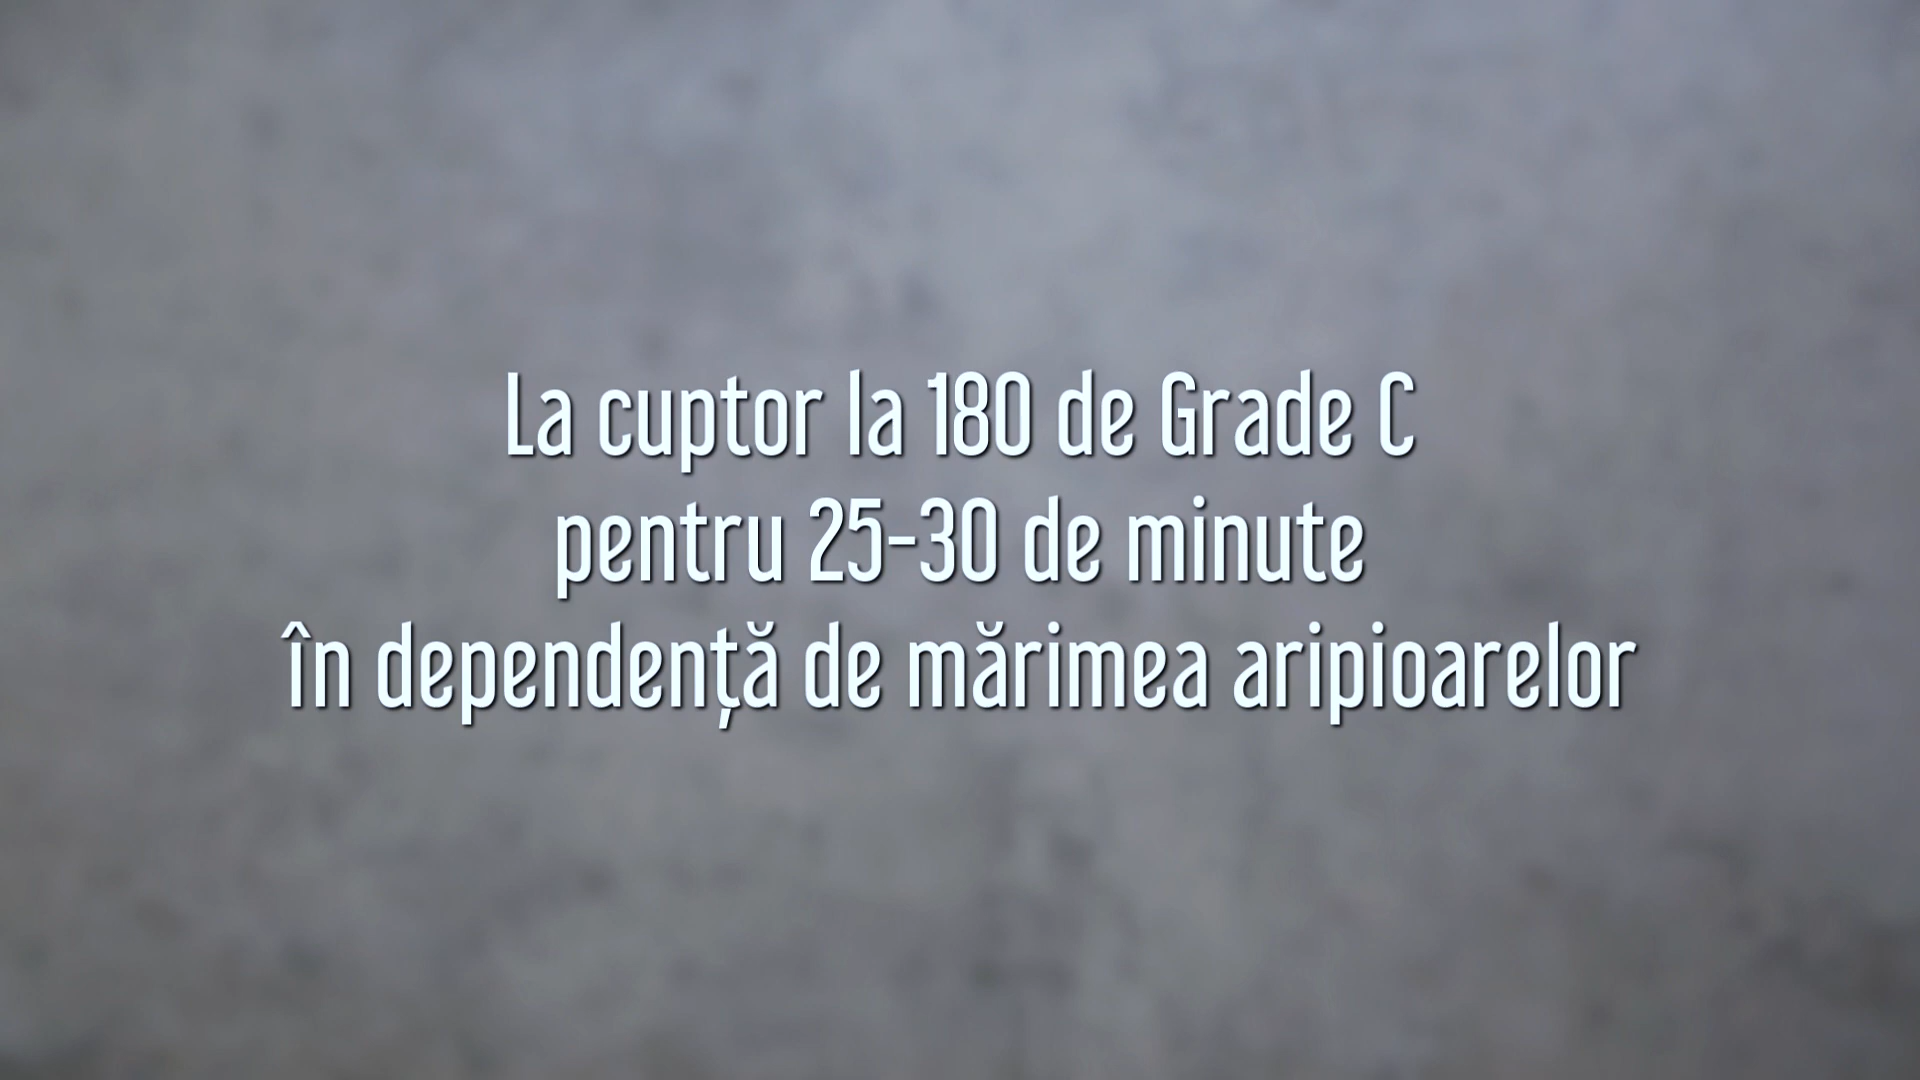 La cuptor la 180 de Grade C
pentru 25-30 de minute
în dependență de mărimea aripioarelor